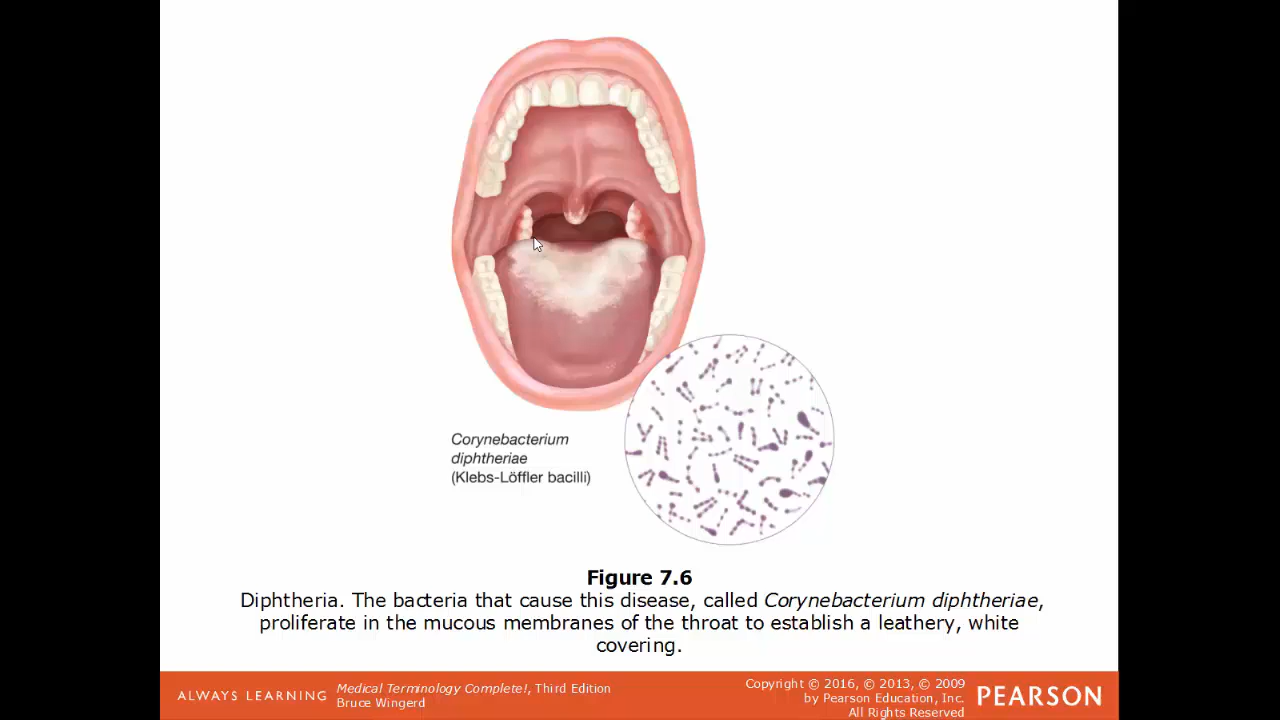 Corynebacterium
diphtheriae
(Klebs-Löffler bacilli)
Figure 7.6
Diphtheria. The bacteria that cause this disease, called Corynebacterium diphtheriae,
proliferate in the mucous membranes of the throat to establish a leathery, white
covering.
ALWAYS LEARNING
Medical Terminology Complete!, Third Edition
Bruce Wingerd
Copyright © 2016, © 2013, © 2009
by Pearson Education, Inc.
All Rights Reserved
PEARSON